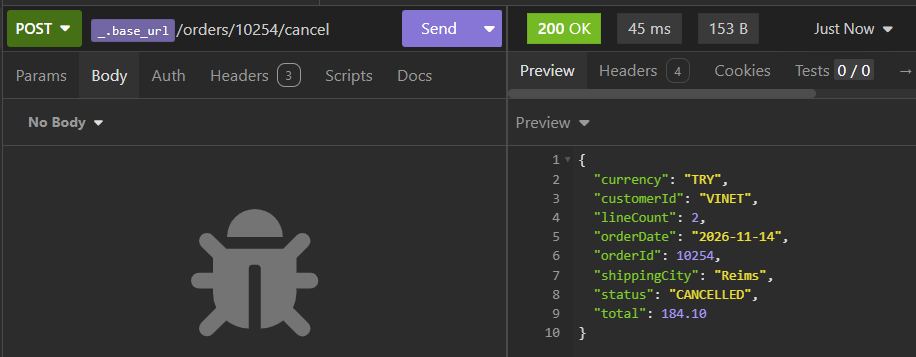 POST _.base_url /orders/10254/cancel Send
Params Body Auth Headers 3 Scripts Docs
No Body
200 OK 45 ms 153 B Just Now
Preview Headers 4 Cookies Tests 0 / 0 →
Preview
1 {
2 "currency": "TRY",
3 "customerId": "VINET",
4 "lineCount": 2,
5 "orderDate": "2026-11-14",
6 "orderId": 10254,
7 "shippingCity": "Reims",
8 "status": "CANCELLED",
9 "total": 184.10
10 }